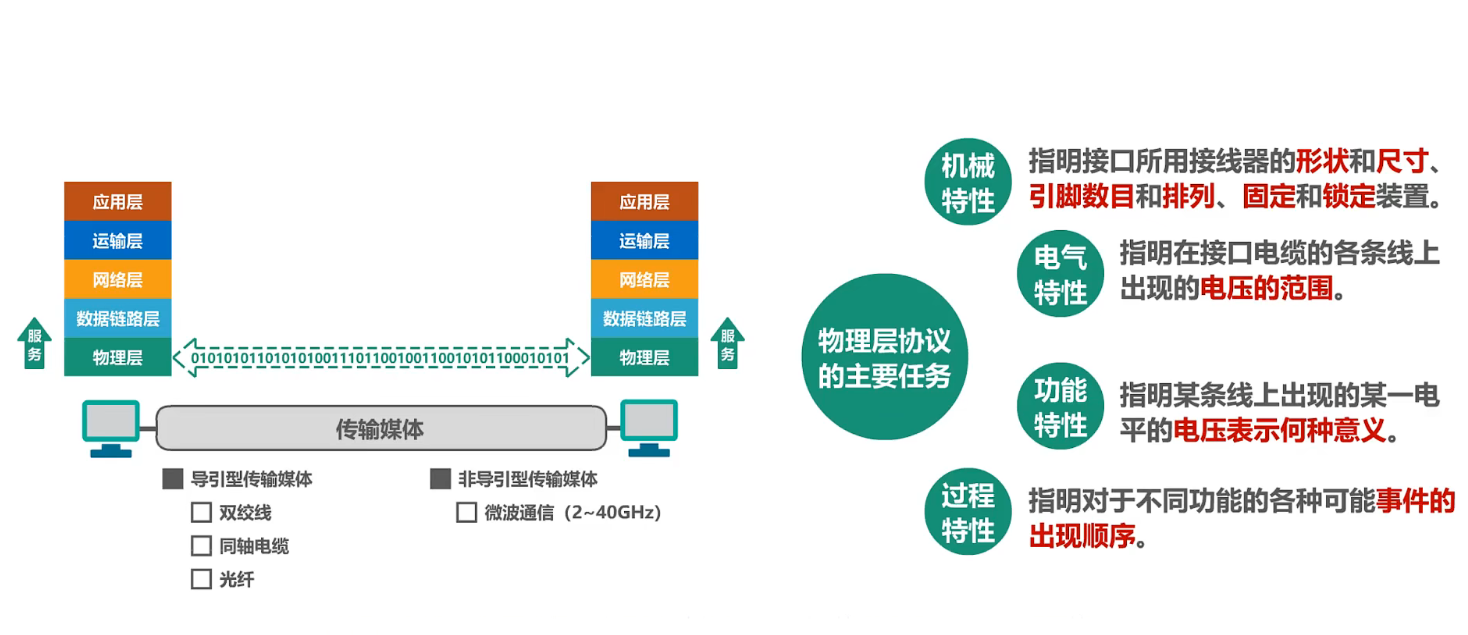 应用层
运输层
网络层
数据链路层
物理层
服务
0101010110101010011101100100110010101100010101
应用层
运输层
网络层
数据链路层
物理层
服务
传输媒体
导引型传输媒体
双绞线
同轴电缆
光纤
非导引型传输媒体
微波通信（2~40GHz）
物理层协议
的主要任务
机械
特性
指明接口所用接线器的形状和尺寸、
引脚数目和排列、固定和锁定装置。
电气
特性
指明在接口电缆的各条线上
出现的电压的范围。
功能
特性
指明某条线上出现的某一电
平的电压表示何种意义。
过程
特性
指明对于不同功能的各种可能事件的
出现顺序。